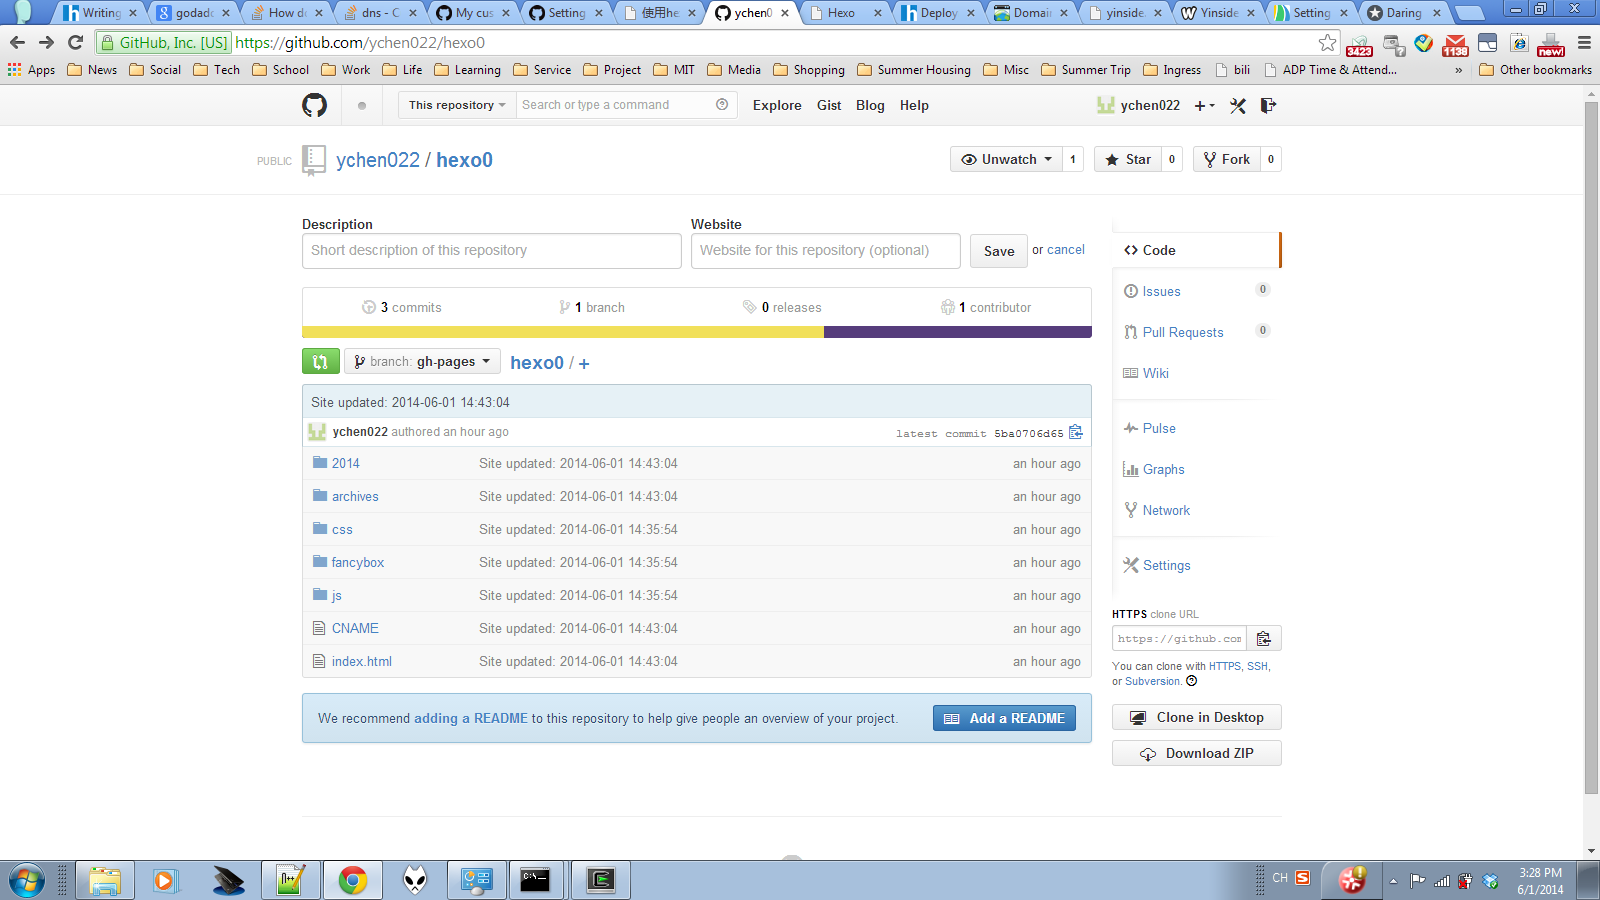 Writing
godadd
How do
dns - C
My cus
Setting
使用he
ychen0
Hexo
Deploy
Domai
yinside.
Yinside
Setting
Daring
GitHub, Inc. [US] https://github.com/ychen022/hexo0
3423
1138
new!
Apps News Social Tech School Work Life Learning Service Project MIT Media Shopping Summer Housing Misc Summer Trip Ingress bili ADP Time & Attend... » Other bookmarks
This repository Search or type a command Explore Gist Blog Help ychen022
PUBLIC ychen022 / hexo0 Unwatch 1 Star 0 Fork 0
Description Website
Short description of this repository Website for this repository (optional) Save or cancel
3 commits 1 branch 0 releases 1 contributor
branch: gh-pages hexo0 / +
Site updated: 2014-06-01 14:43:04
ychen022 authored an hour ago latest commit 5ba0706d65
2014 Site updated: 2014-06-01 14:43:04 an hour ago
archives Site updated: 2014-06-01 14:43:04 an hour ago
css Site updated: 2014-06-01 14:35:54 an hour ago
fancybox Site updated: 2014-06-01 14:35:54 an hour ago
js Site updated: 2014-06-01 14:35:54 an hour ago
CNAME Site updated: 2014-06-01 14:43:04 an hour ago
index.html Site updated: 2014-06-01 14:43:04 an hour ago
We recommend adding a README to this repository to help give people an overview of your project. Add a README
Code
Issues 0
Pull Requests 0
Wiki
Pulse
Graphs
Network
Settings
HTTPS clone URL
https://github.com
You can clone with HTTPS, SSH,
or Subversion.
Clone in Desktop
Download ZIP
CH
3:28 PM
6/1/2014